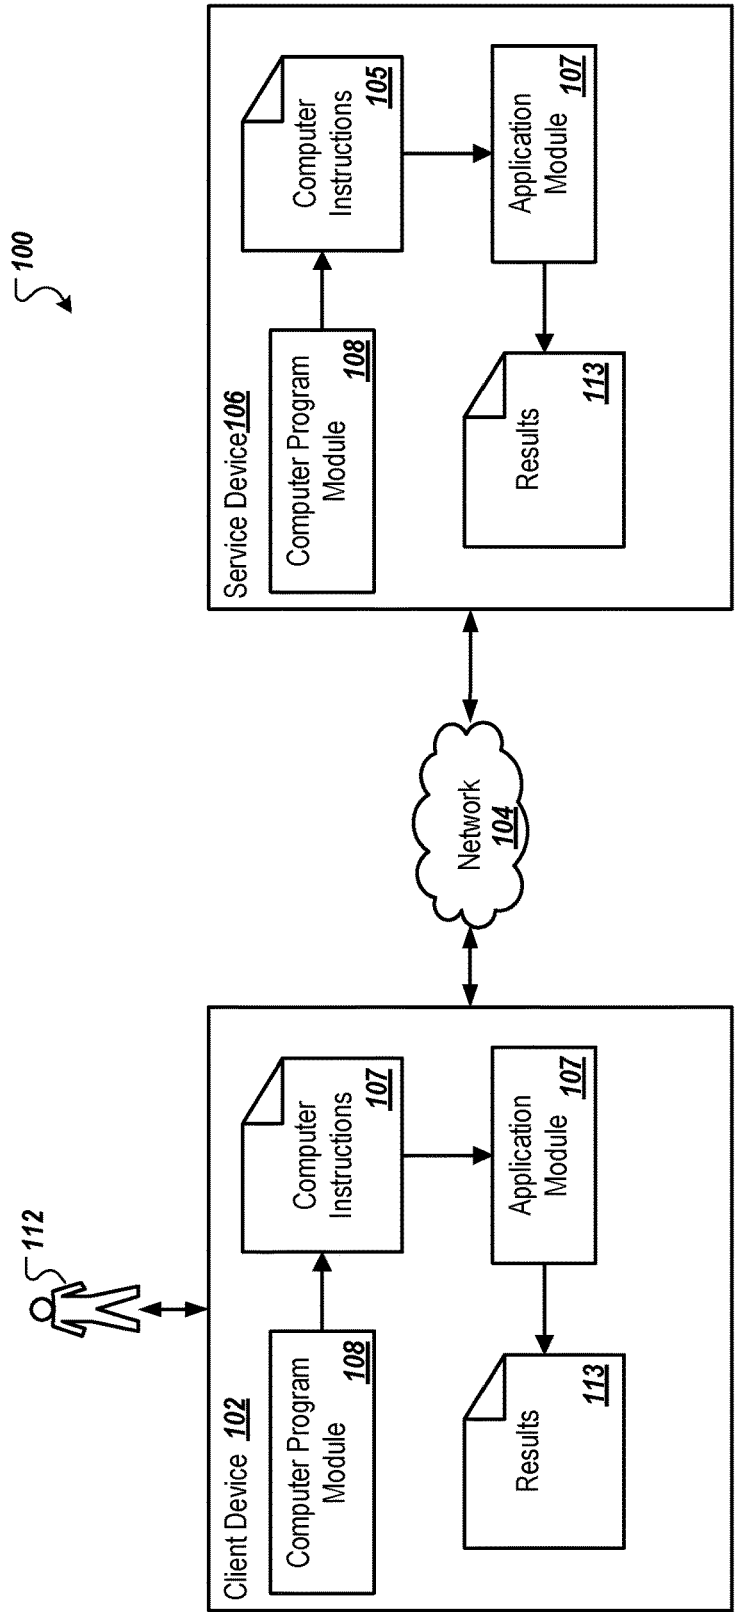 100
112
Client Device 102
Computer Program
Module
108
Computer
Instructions
107
Application
Module
107
Results
113
Network
104
Service Device106
Computer Program
Module
108
Computer
Instructions
105
Application
Module
107
Results
113